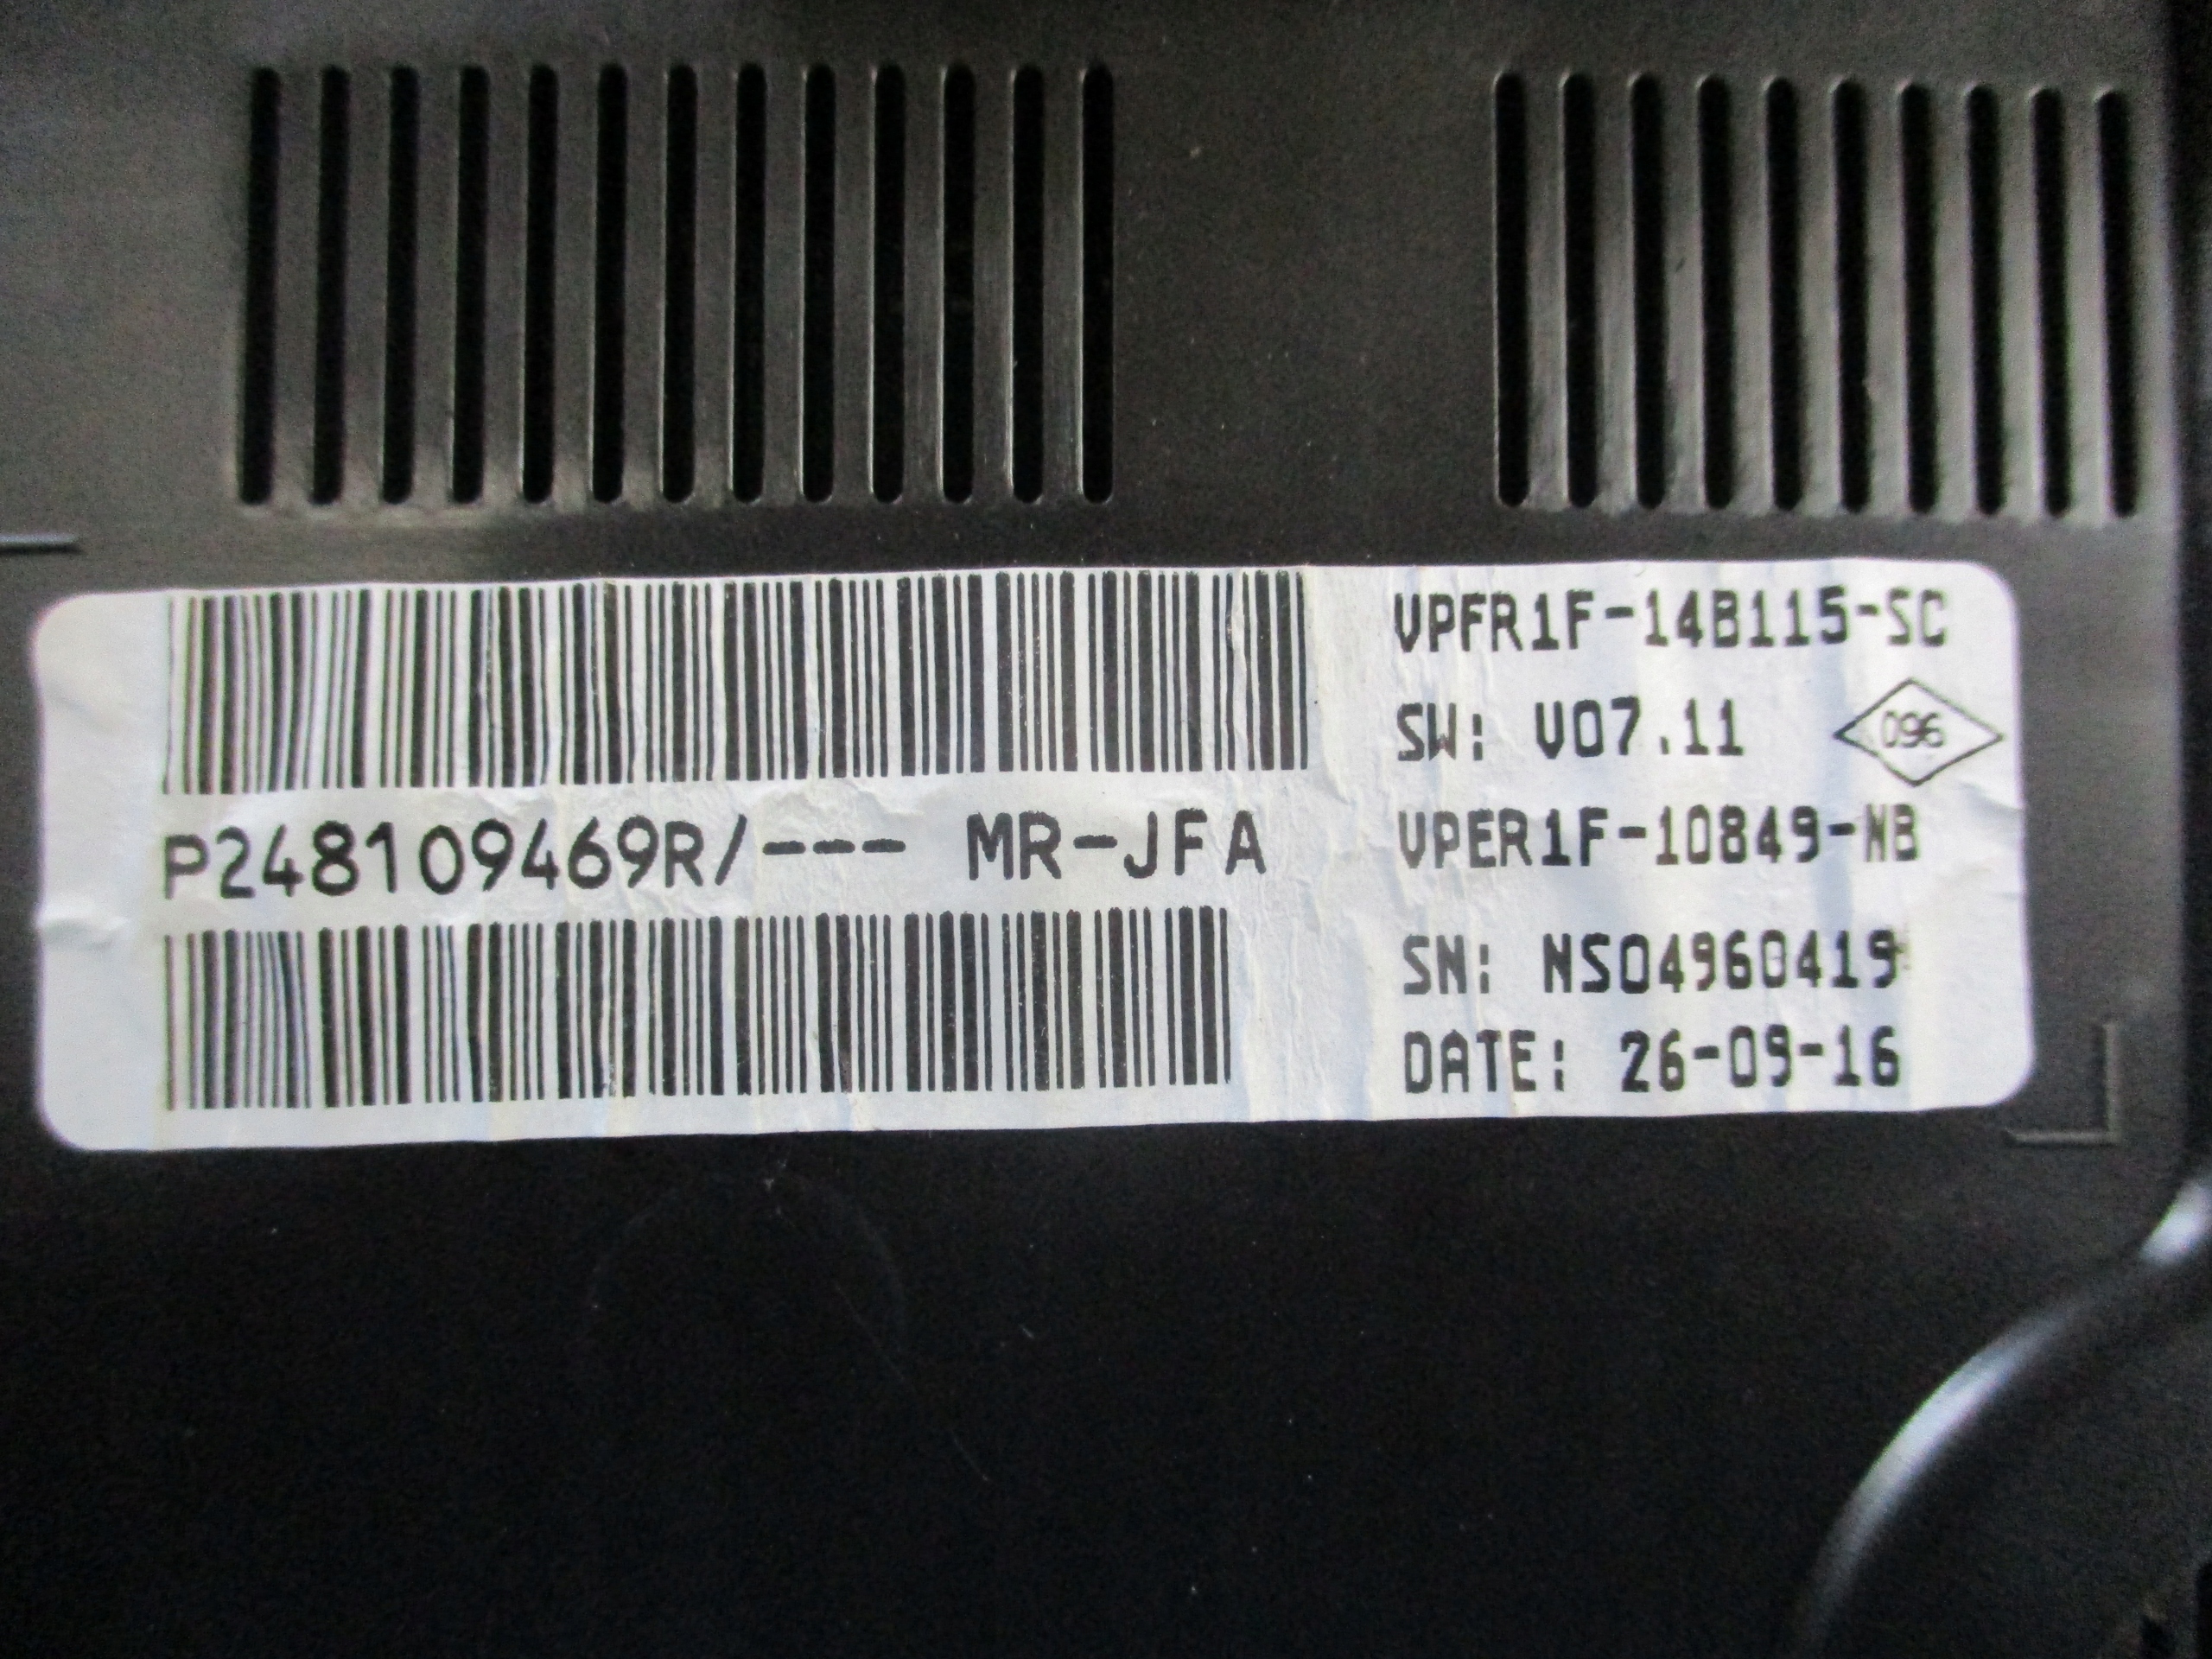 VPFR1F-14B115-SC
SW: V07.11
096
P248109469R/--- MR-JFA
VPER1F-10849-NB
SN: NS04960419
DATE: 26-09-16